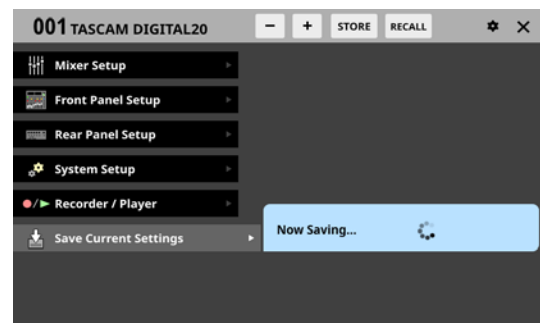 001 TASCAM DIGITAL20 - + STORE RECALL
Mixer Setup
Front Panel Setup
Rear Panel Setup
System Setup
Recorder / Player
Save Current Settings
Now Saving...